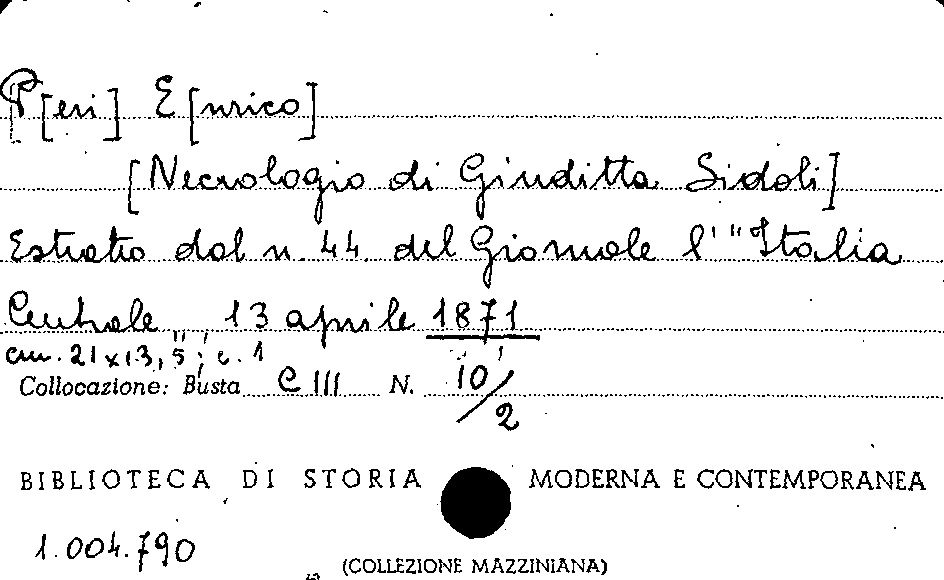 P[eri] E[nrico]
[Necrologio di Giuditta Sidoli]
Estratto dal n. 44 del Giornale l' "Italia
Centrale", 13 aprile 1871
cm. 21 x 13,5; c. 1
Collocazione: Busta C III N. 10/2
BIBLIOTECA DI STORIA MODERNA E CONTEMPORANEA
1.004.790
(COLLEZIONE MAZZINIANA)